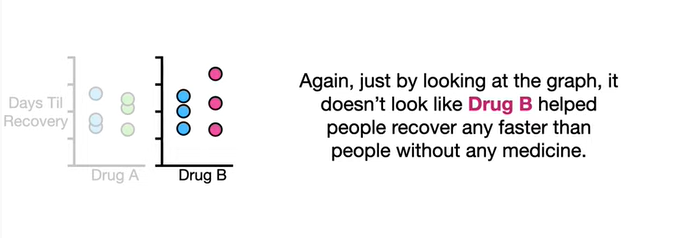 Days Til
Recovery
Drug A
Drug B
Again, just by looking at the graph, it
doesn’t look like Drug B helped
people recover any faster than
people without any medicine.